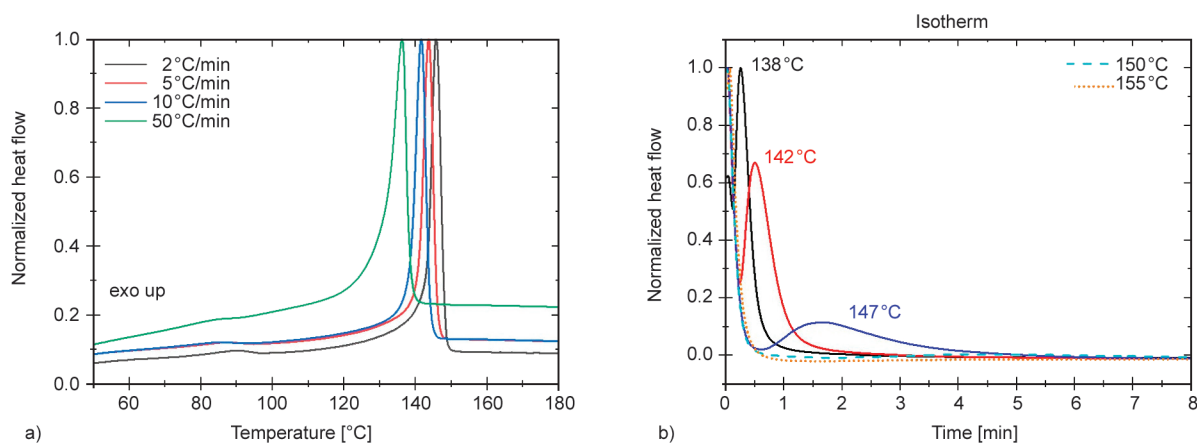 1.0
0.8
0.6
0.4
0.2
0.0
Normalized heat flow
2°C/min
5°C/min
10°C/min
50°C/min
exo up
60 80 100 120 140 160 180
a) Temperature [°C]
Isotherm
1.0
0.8
0.6
0.4
0.2
0.0
Normalized heat flow
138°C
142°C
147°C
150°C
155°C
0 1 2 3 4 5 6 7 8
b) Time [min]